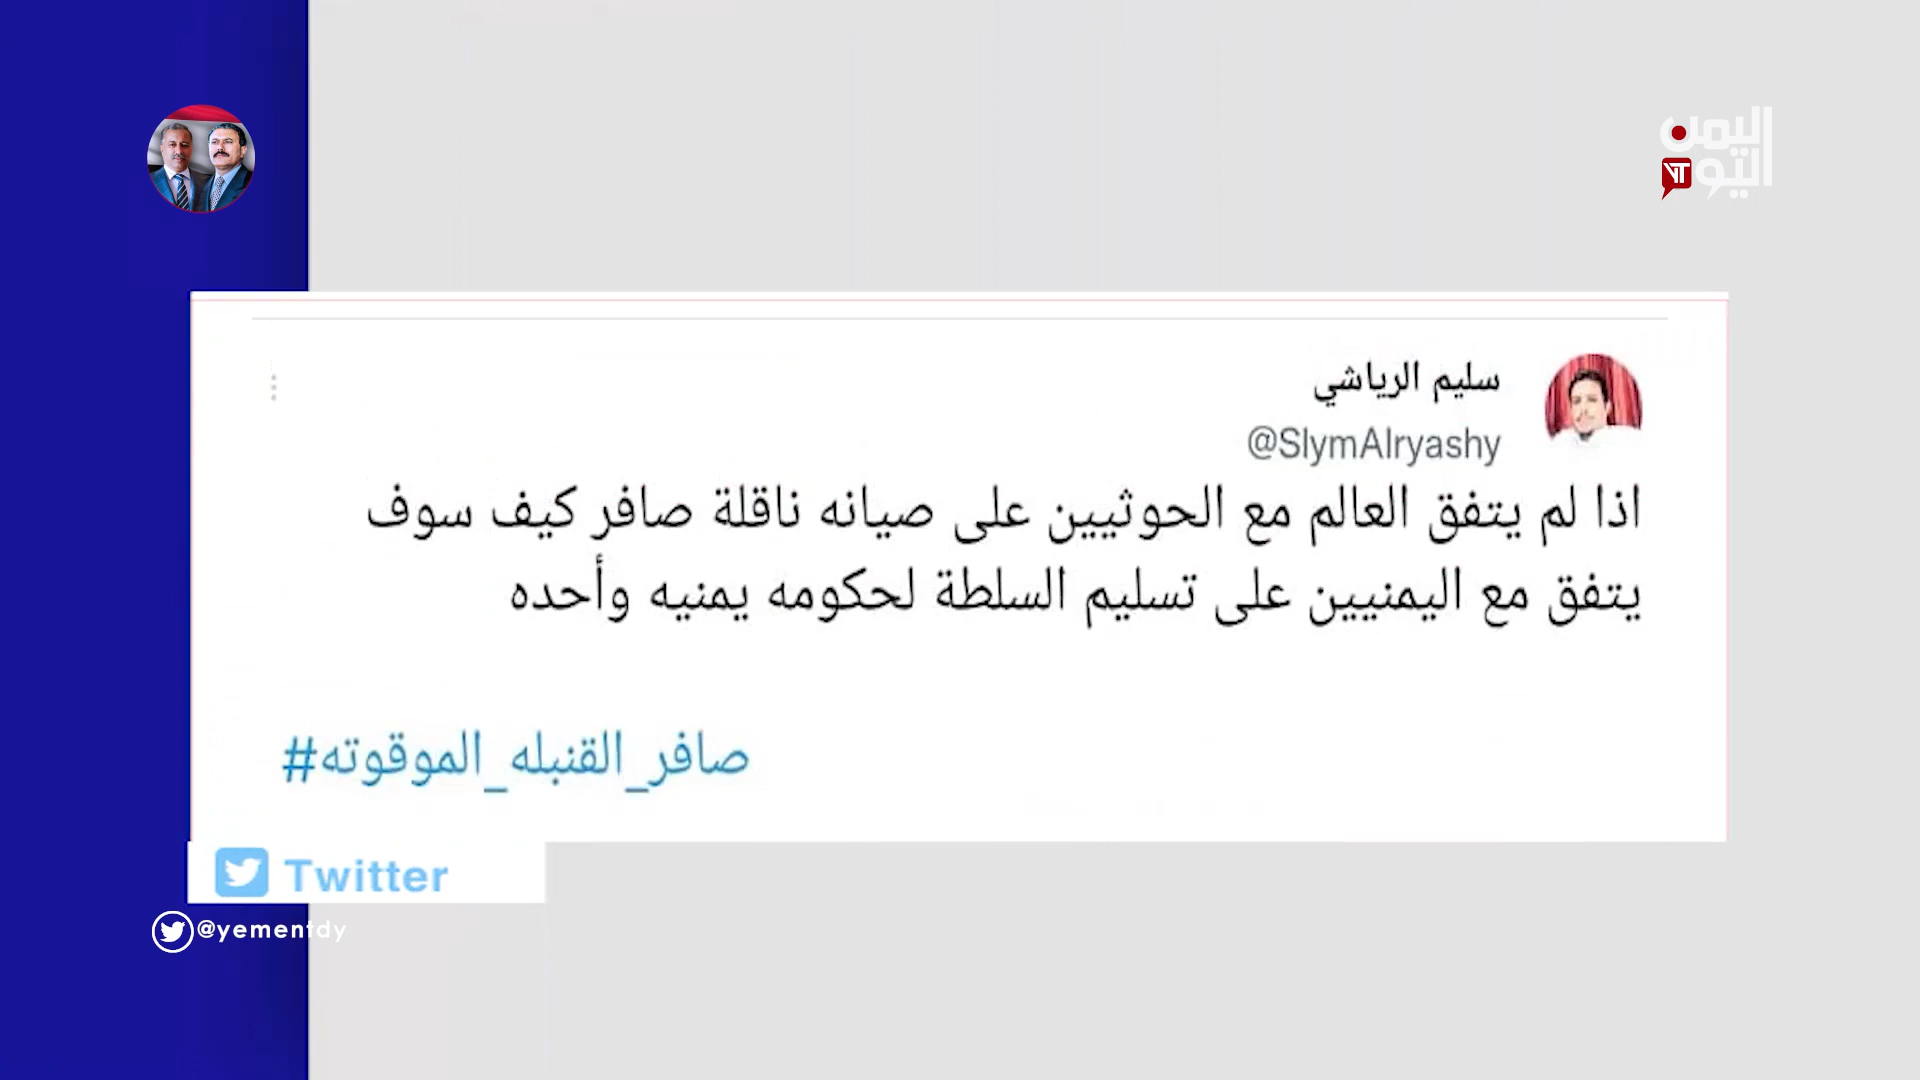 اليمن
اليوم
YT
سليم الرياشي
@SlymAlryashy
اذا لم يتفق العالم مع الحوثيين على صيانه ناقلة صافر كيف سوف
يتفق مع اليمنيين على تسليم السلطة لحكومه يمنيه وأحده
#صافر_القنبله_الموقوته
Twitter
@yementdy